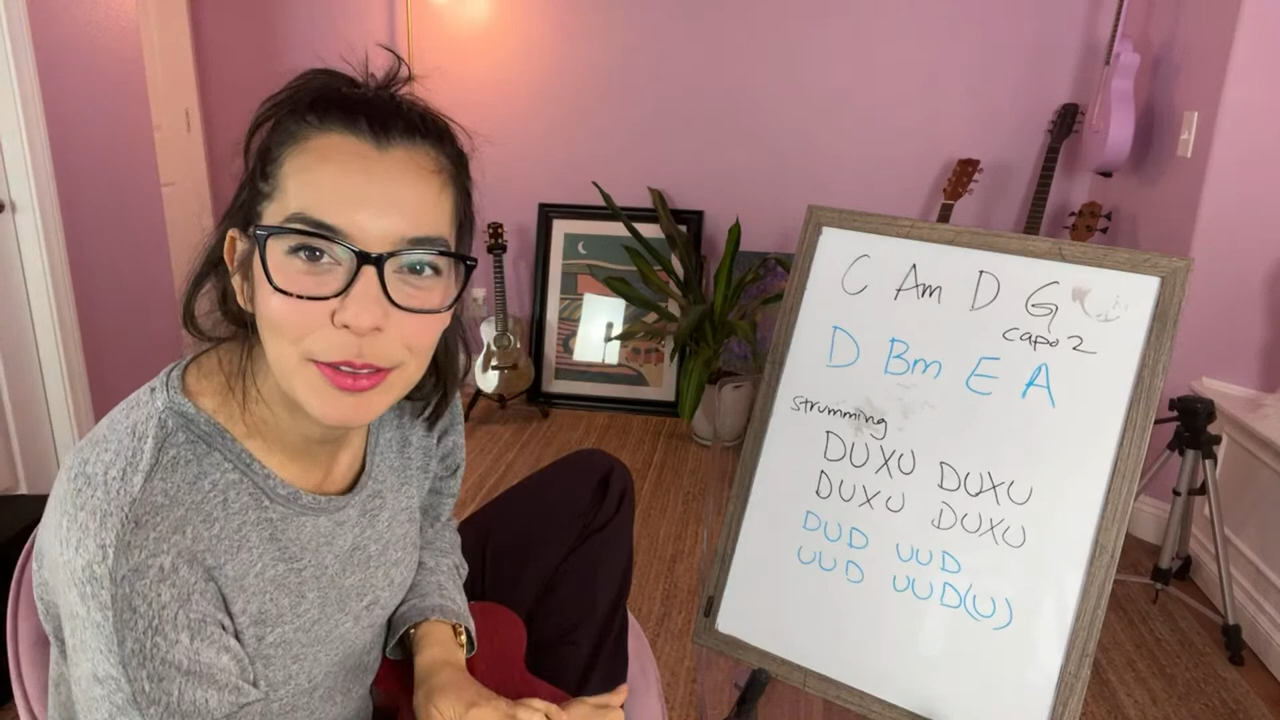 C Am D G
capo 2
D Bm E A
strumming
DUXU DUXU
DUXU DUXU
DUD UUD
UUD UUD(U)